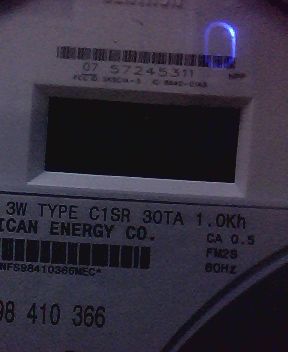 07 57245311
3W TYPE C1SR 30TA 1.0Kh
ICAN ENERGY CO.
CA 0.5
FM2S
60Hz
NFS98410366NEC*
98 410 366